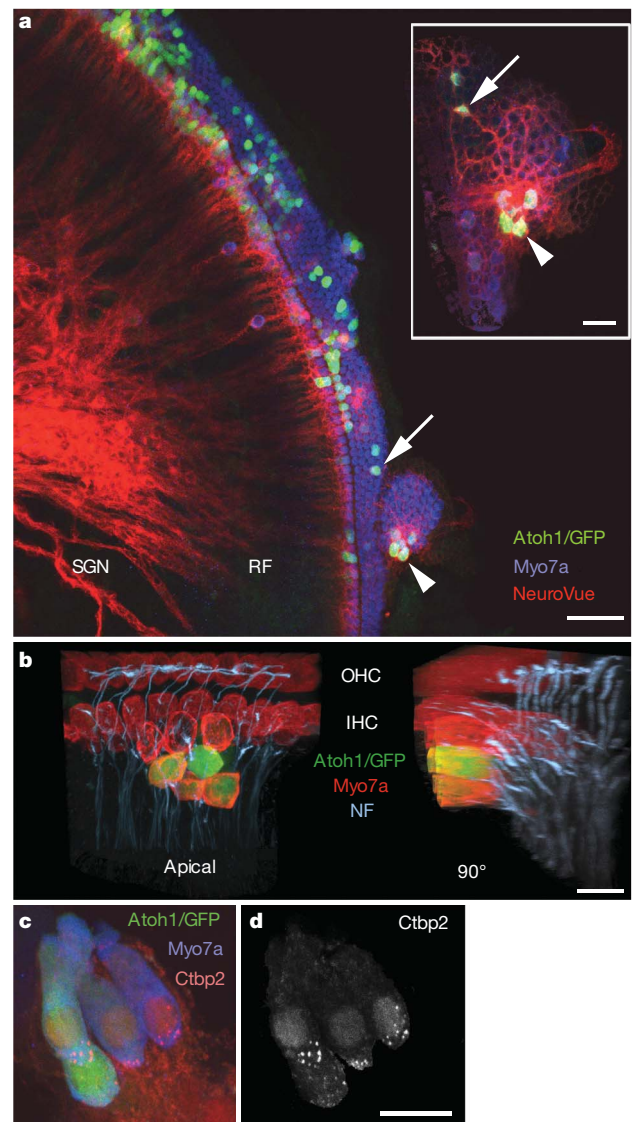 a
Atoh1/GFP
Myo7a
NeuroVue
SGN
RF
b
OHC
IHC
Atoh1/GFP
Myo7a
NF
Apical
90°
c
Atoh1/GFP
Myo7a
Ctbp2
d
Ctbp2